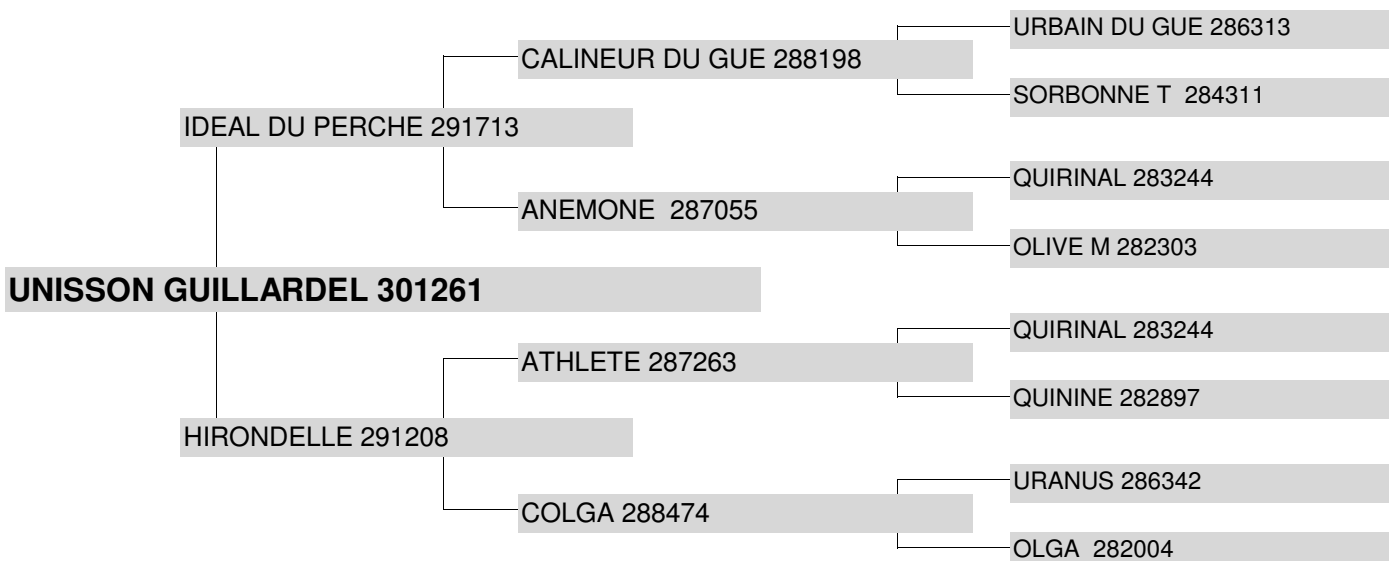 URBAIN DU GUE 286313
CALINEUR DU GUE 288198
SORBONNE T  284311
IDEAL DU PERCHE 291713
QUIRINAL 283244
ANEMONE  287055
OLIVE M 282303
UNISSON GUILLARDEL 301261
QUIRINAL 283244
ATHLETE 287263
QUININE 282897
HIRONDELLE 291208
URANUS 286342
COLGA 288474
OLGA  282004